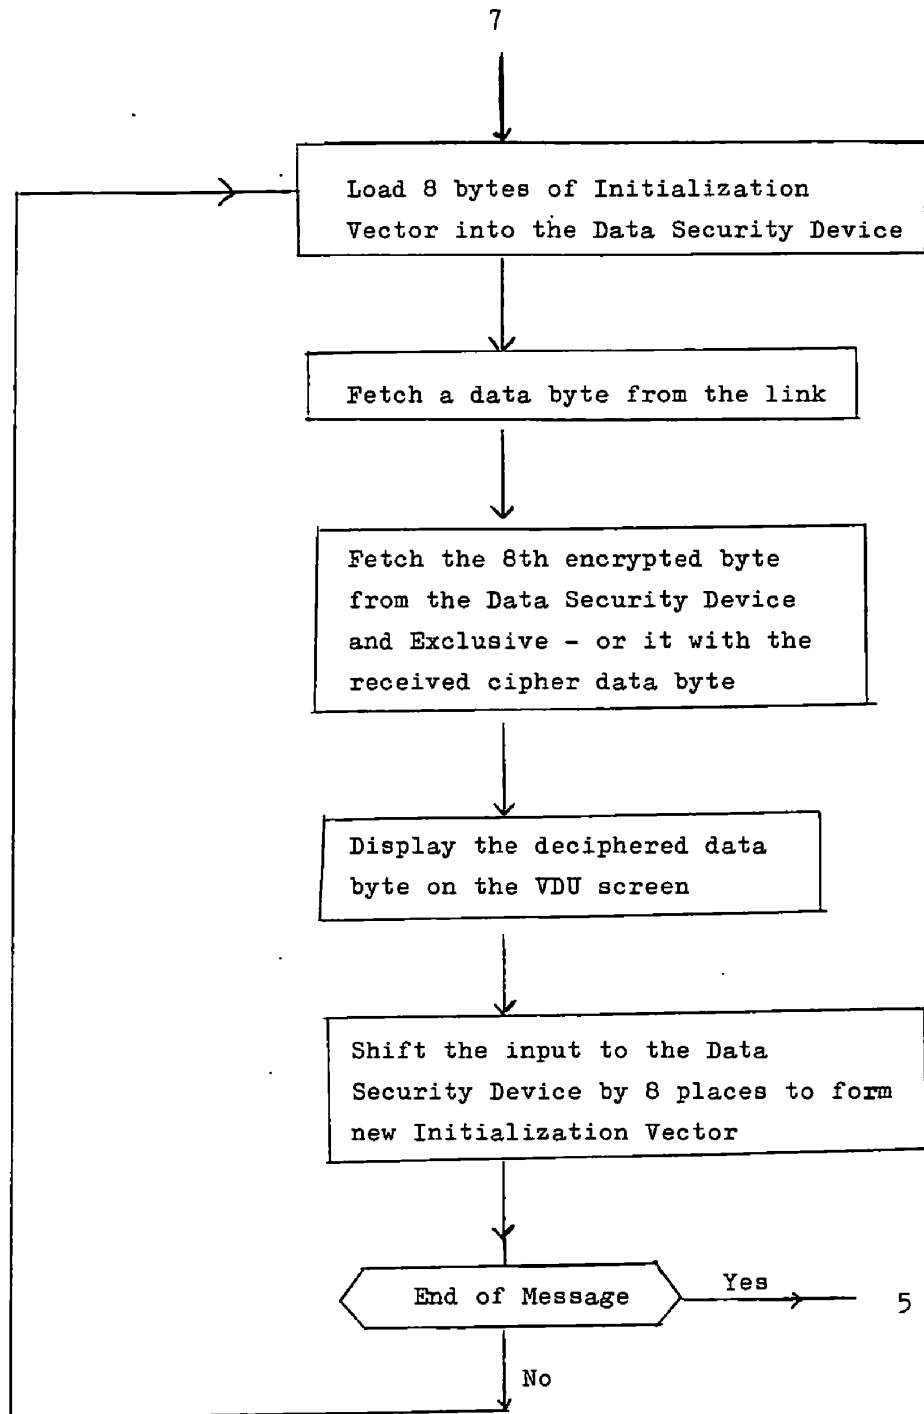 7
Load 8 bytes of Initialization
Vector into the Data Security Device
Fetch a data byte from the link
Fetch the 8th encrypted byte
from the Data Security Device
and Exclusive - or it with the
received cipher data byte
Display the deciphered data
byte on the VDU screen
Shift the input to the Data
Security Device by 8 places to form
new Initialization Vector
End of Message
Yes
5
No